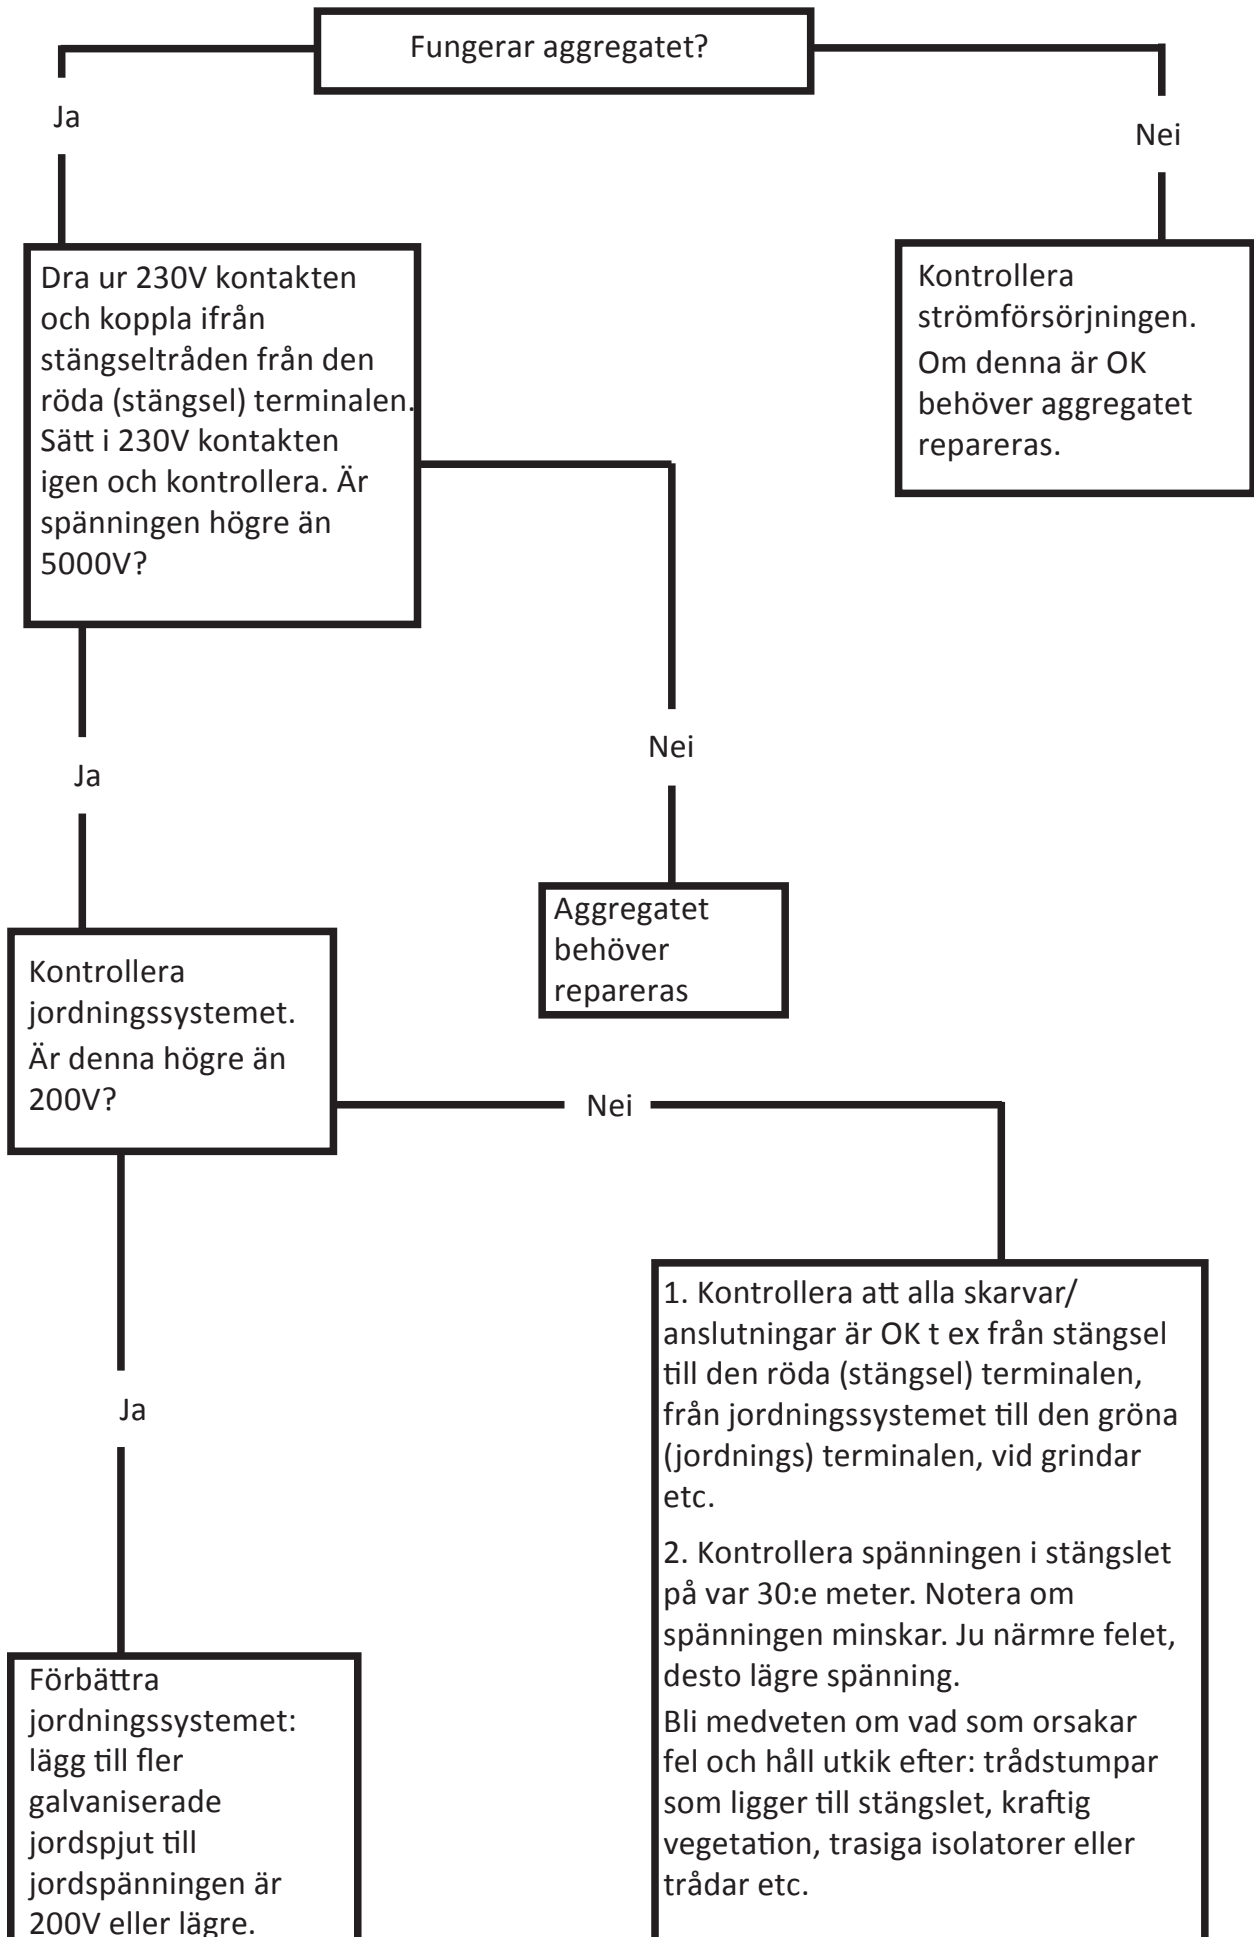 Fungerar aggregatet?
Ja
Nei
Dra ur 230V kontakten
och koppla ifrån
stängseltråden från den
röda (stängsel) terminalen.
Sätt i 230V kontakten
igen och kontrollera. Är
spänningen högre än
5000V?
Kontrollera
strömförsörjningen.
Om denna är OK
behöver aggregatet
repareras.
Ja
Nei
Aggregatet
behöver
repareras
Kontrollera
jordningssystemet.
Är denna högre än
200V?
Nei
Ja
1. Kontrollera att alla skarvar/
anslutningar är OK t ex från stängsel
till den röda (stängsel) terminalen,
från jordningssystemet till den gröna
(jordnings) terminalen, vid grindar
etc.
2. Kontrollera spänningen i stängslet
på var 30:e meter. Notera om
spänningen minskar. Ju närmre felet,
desto lägre spänning.
Bli medveten om vad som orsakar
fel och håll utkik efter: trådstumpar
som ligger till stängslet, kraftig
vegetation, trasiga isolatorer eller
trådar etc.
Förbättra
jordningssystemet:
lägg till fler
galvaniserade
jordspjut till
jordspänningen är
200V eller lägre.